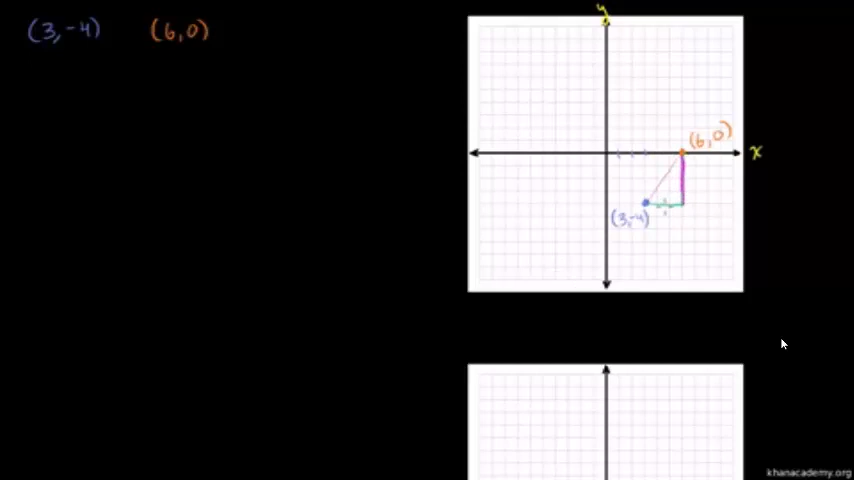 (3,-4) (6,0)
y
(6,0)
x
(3,-4)
khanacademy.org